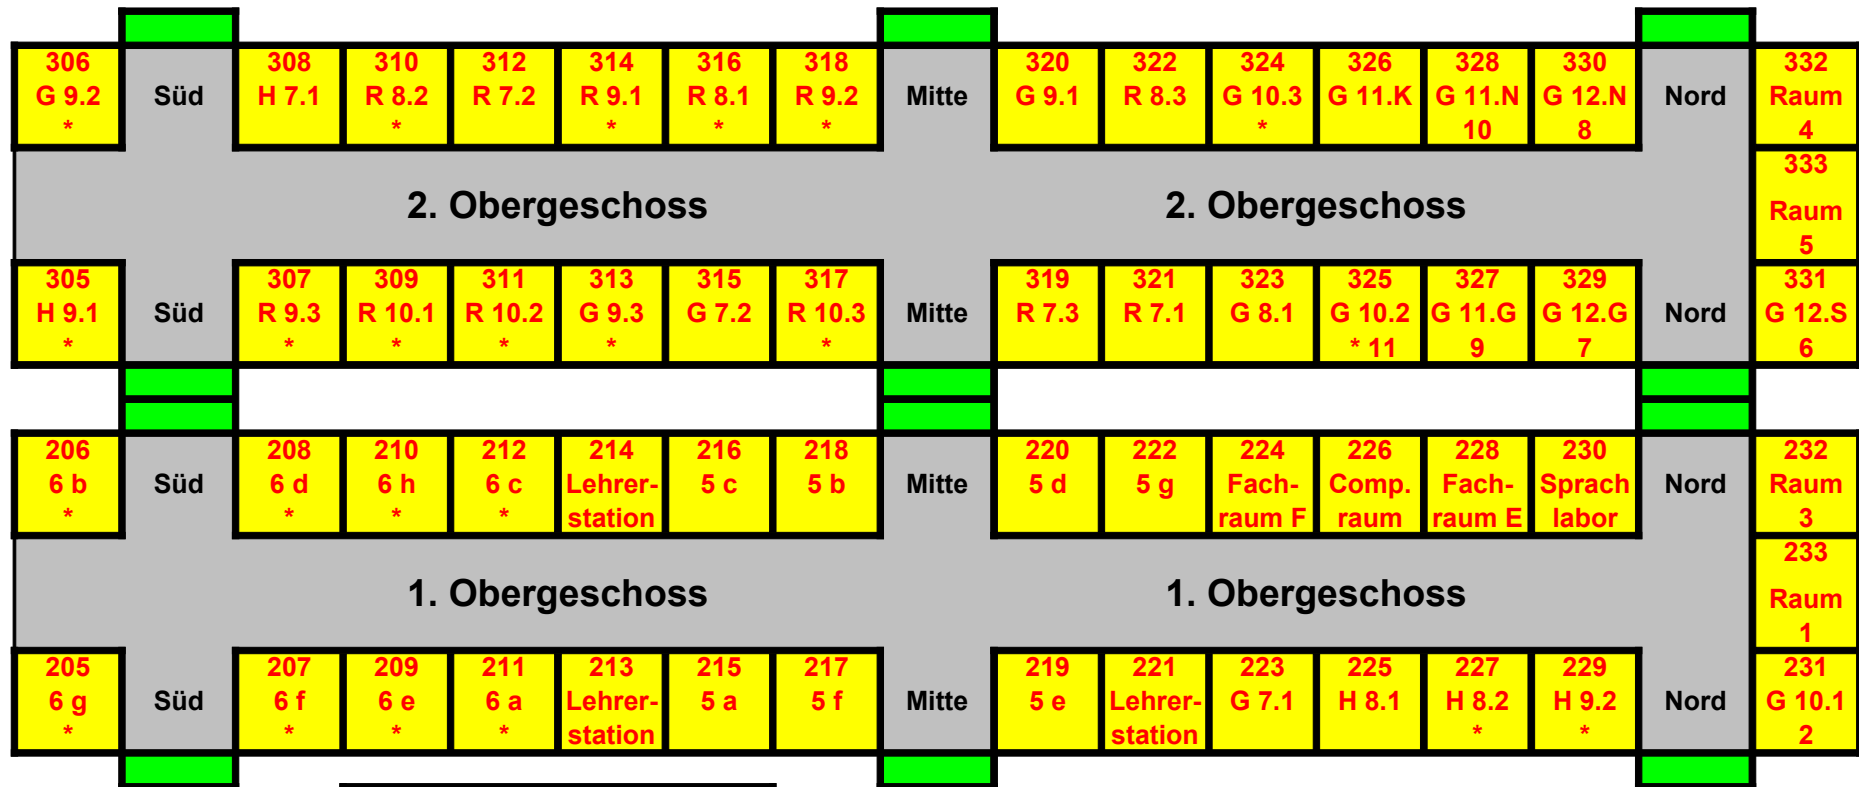 306 308 310 312 314 316 318 320 322 324 326 328 330 332
G 9.2 Süd H 7.1 R 8.2 R 7.2 R 9.1 R 8.1 R 9.2 Mitte G 9.1 R 8.3 G 10.3 G 11.K G 11.N G 12.N Nord Raum
* * * * * * 10 8 4
333
2. Obergeschoss 2. Obergeschoss Raum
5
305 307 309 311 313 315 317 319 321 323 325 327 329 331
H 9.1 Süd R 9.3 R 10.1 R 10.2 G 9.3 G 7.2 R 10.3 Mitte R 7.3 R 7.1 G 8.1 G 10.2 G 11.G G 12.G Nord G 12.S
* * * * * * * 11 9 7 6
206 208 210 212 214 216 218 220 222 224 226 228 230 232
6 b Süd 6 d 6 h 6 c Lehrer- 5 c 5 b Mitte 5 d 5 g Fach- Comp. Fach- Sprach Nord Raum
* * * * station raum F raum raum E labor 3
233
1. Obergeschoss 1. Obergeschoss Raum
1
205 207 209 211 213 215 217 219 221 223 225 227 229 231
6 g Süd 6 f 6 e 6 a Lehrer- 5 a 5 f Mitte 5 e Lehrer- G 7.1 H 8.1 H 8.2 H 9.2 Nord G 10.1
* * * * station station * * 2